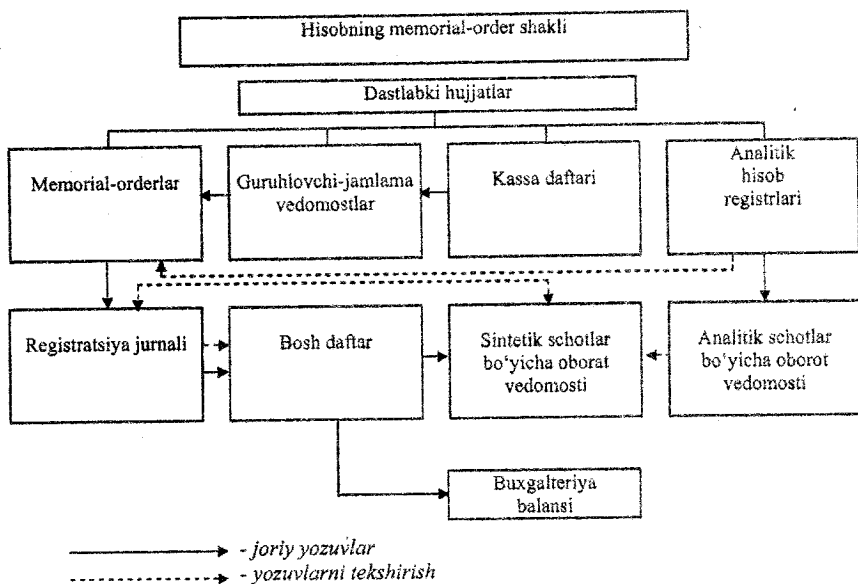 Hisobning memorial-order shakli
Dastlabki hujjatlar
Memorial-orderlar
Guruhlovchi-jamlama
vedomostlar
Kassa daftari
Analitik
hisob
registrlari
Registratsiya jurnali
Bosh daftar
Sintetik schotlar
bo‘yicha oborat
vedomosti
Analitik schotlar
bo‘yicha oborot
vedomosti
Buxgalteriya
balansi
- joriy yozuvlar
- yozuvlarni tekshirish